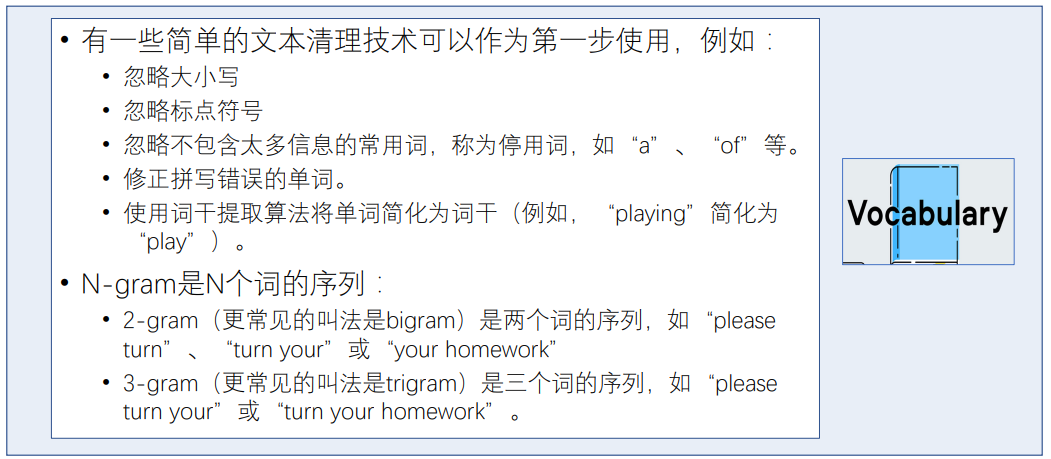 • 有一些简单的文本清理技术可以作为第一步使用，例如：
• 忽略大小写
• 忽略标点符号
• 忽略不包含太多信息的常用词，称为停用词，如 “a” 、 “of” 等。
• 修正拼写错误的单词。
• 使用词干提取算法将单词简化为词干（例如， “playing” 简化为
“play” ）。
• N-gram是N个词的序列：
• 2-gram（更常见的叫法是bigram）是两个词的序列，如 “please
turn” 、 “turn your” 或 “your homework”
• 3-gram（更常见的叫法是trigram）是三个词的序列，如 “please
turn your” 或 “turn your homework” 。
Vocabulary